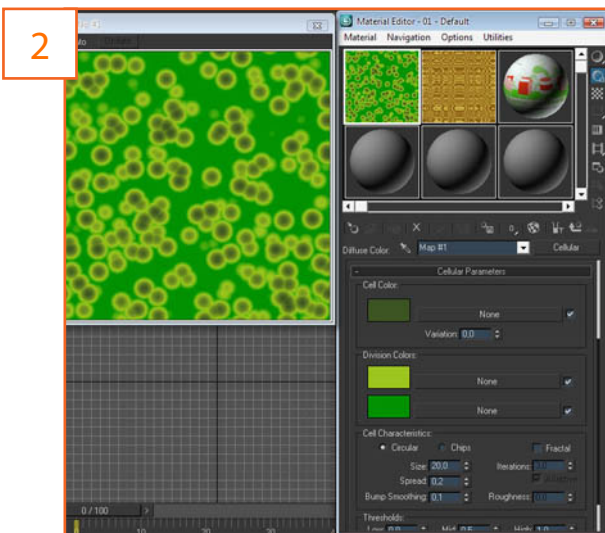 2
Material Editor - 01 - Default
Material Navigation Options Utilities
Diffuse Color: Map #1 Cellular
- Cellular Parameters
Cell Color:
None
Variation: 0,0
Division Colors:
None
None
Cell Characteristics:
Circular Chips Fractal
Size: 20,0 Iterations:
Spread: 0,2
Bump Smoothing: 0,1 Roughness:
Thresholds:
Low: 0,0 Mid: 0,5 High: 1,0
0 / 100 >
10 20 30